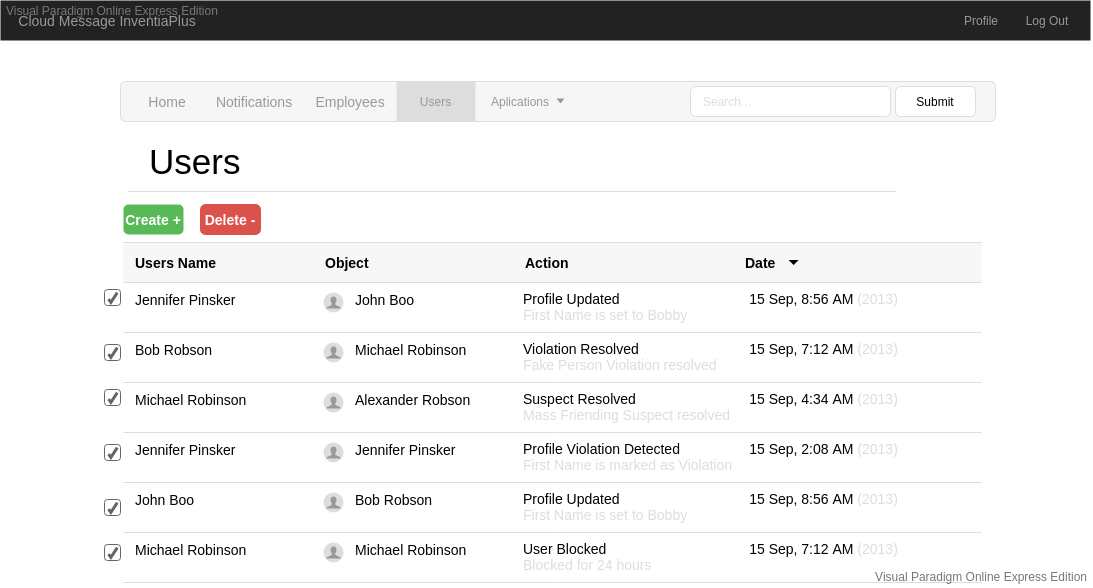 Visual Paradigm Online Express Edition
Cloud Message InventiaPlus
Profile Log Out
Home Notifications Employees Users Aplications Search... Submit
Users
Create + Delete -
Users Name Object Action Date
Jennifer Pinsker John Boo Profile Updated 15 Sep, 8:56 AM (2013)
First Name is set to Bobby
Bob Robson Michael Robinson Violation Resolved 15 Sep, 7:12 AM (2013)
Fake Person Violation resolved
Michael Robinson Alexander Robson Suspect Resolved 15 Sep, 4:34 AM (2013)
Mass Friending Suspect resolved
Jennifer Pinsker Jennifer Pinsker Profile Violation Detected 15 Sep, 2:08 AM (2013)
First Name is marked as Violation
John Boo Bob Robson Profile Updated 15 Sep, 8:56 AM (2013)
First Name is set to Bobby
Michael Robinson Michael Robinson User Blocked 15 Sep, 7:12 AM (2013)
Blocked for 24 hours
Visual Paradigm Online Express Edition